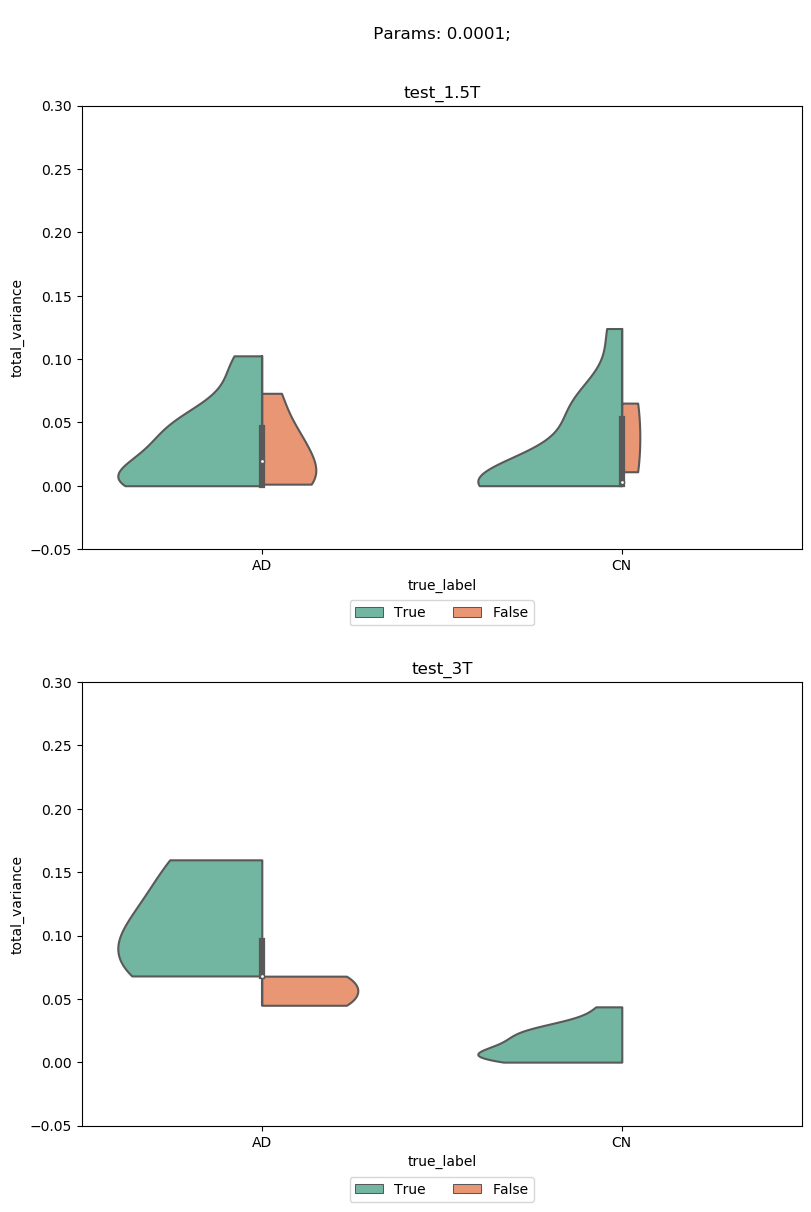 Params: 0.0001;
test_1.5T
0.30
0.25
0.20
0.15
0.10
0.05
0.00
−0.05
total_variance
AD CN
true_label
True False
test_3T
0.30
0.25
0.20
0.15
0.10
0.05
0.00
−0.05
total_variance
AD CN
true_label
True False